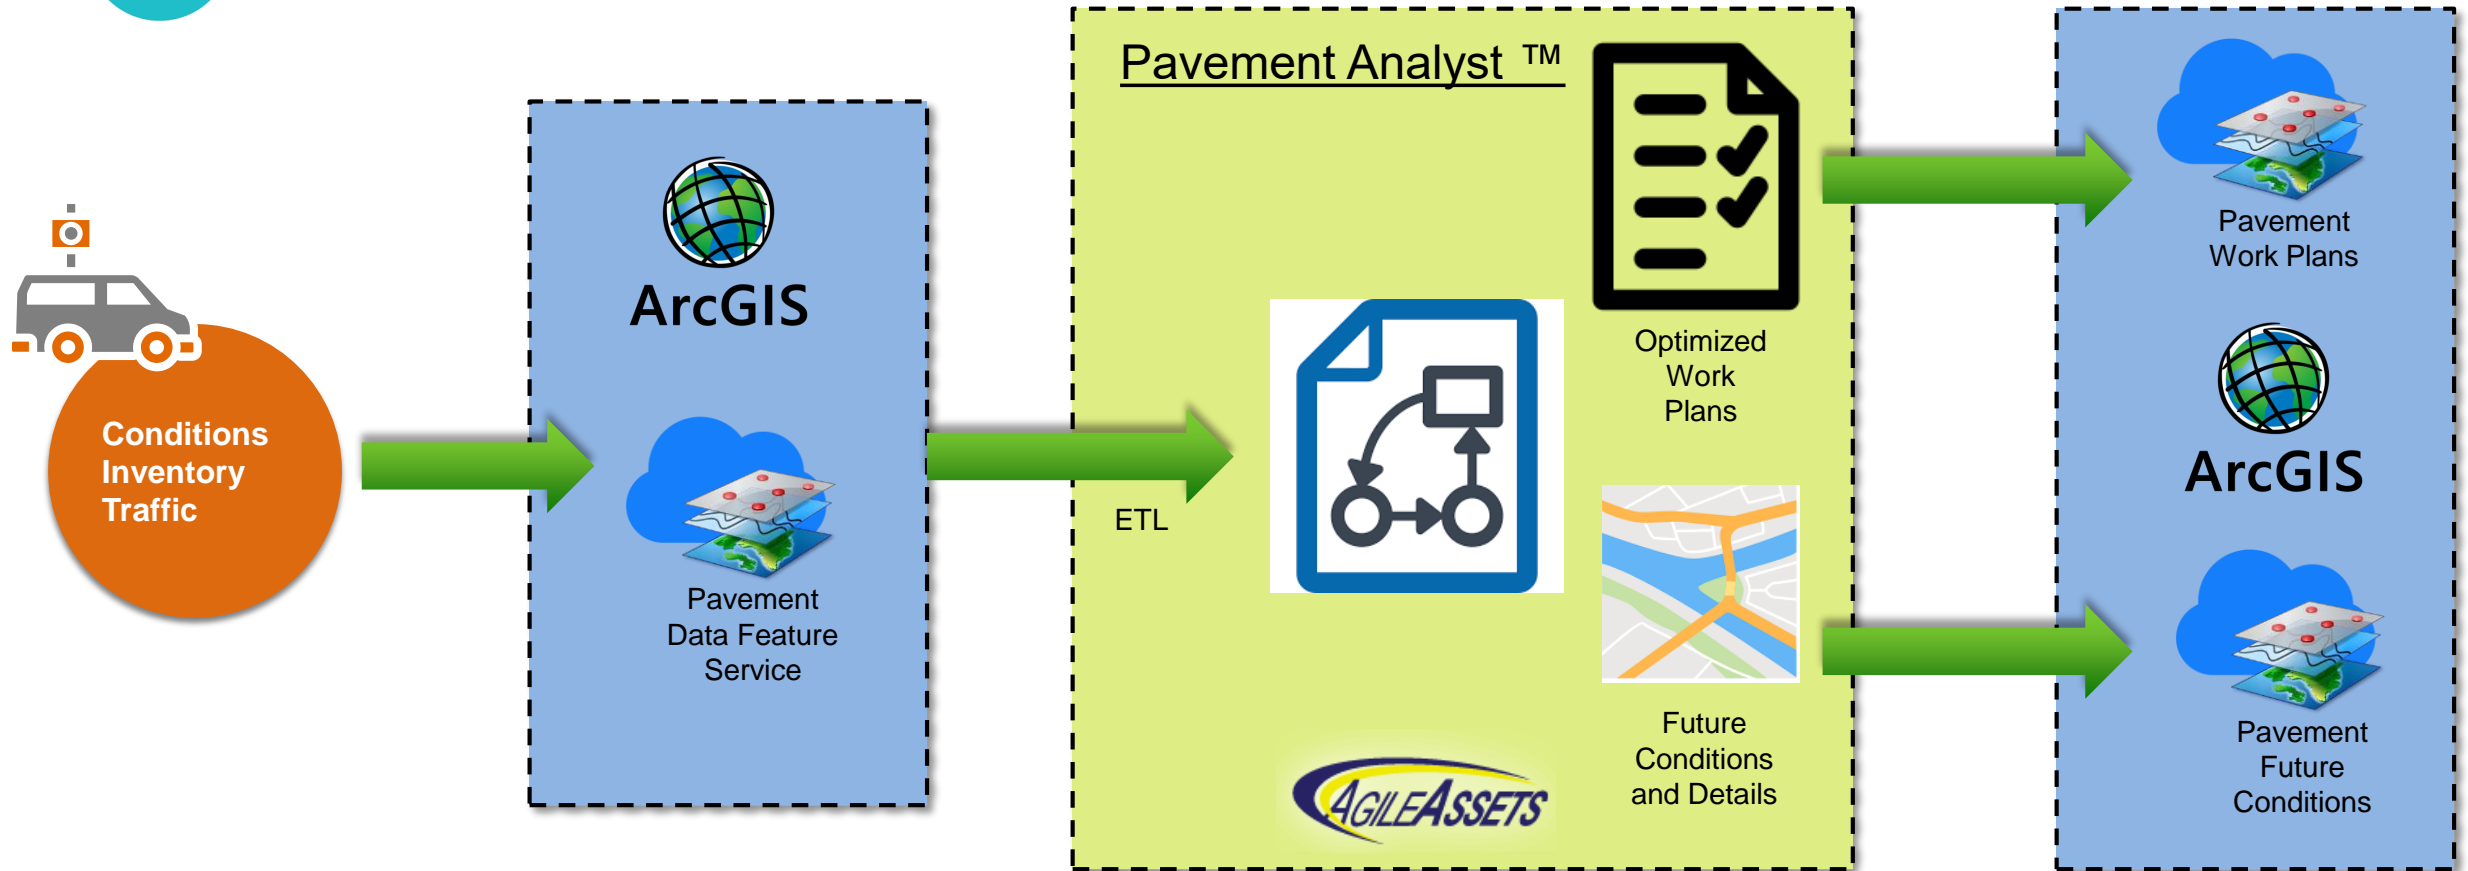 Conditions
Inventory
Traffic
ArcGIS
Pavement
Data Feature
Service
ETL
Pavement Analyst ™
Optimized
Work
Plans
Future
Conditions
and Details
AGILEASSETS
Pavement
Work Plans
ArcGIS
Pavement
Future
Conditions